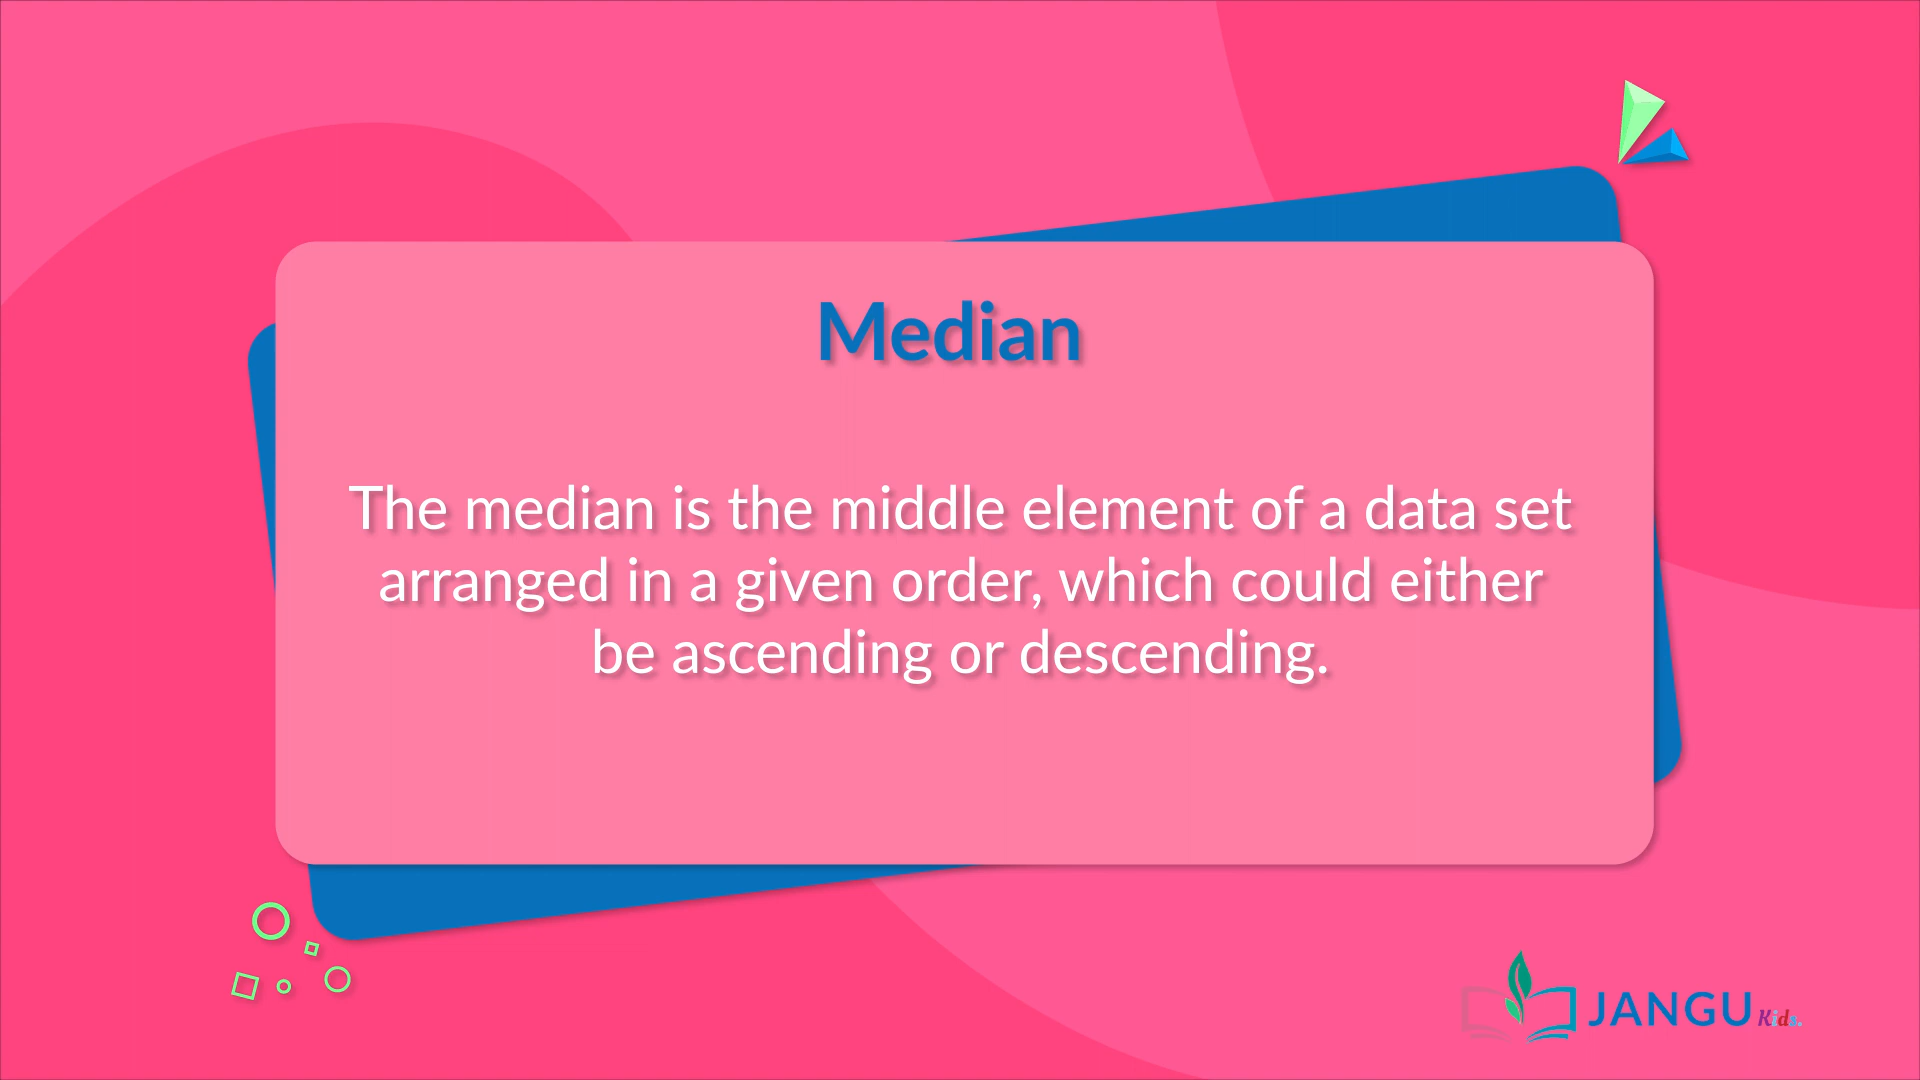 Median
The median is the middle element of a data set
arranged in a given order, which could either
be ascending or descending.
JANGU Kids.